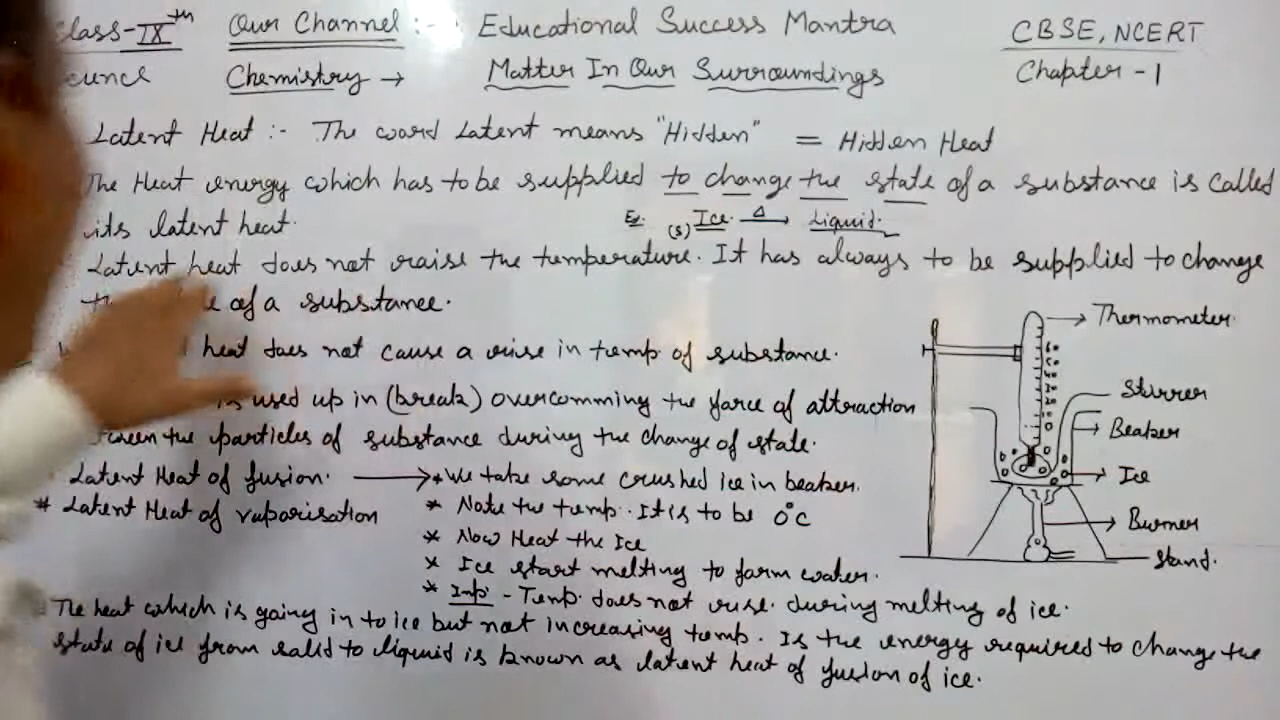 Class-IXth Our Channel :- Educational Success Mantra CBSE, NCERT
cience Chemistry → Matter In Our Surroundings Chapter -1
Latent Heat :- The word Latent means "Hidden" = Hidden Heat
The Heat energy which has to be supplied to change the state of a substance is called
its latent heat.
Ex. (s) Ice Δ→ Liquid.
Latent heat does not raise the temperature. It has always to be supplied to change
of a substance.
heat does not cause a rise in temp of substance.
is used up in (break) overcomming the force of attraction
tween the particles of substance during the change of state.
Latent Heat of fusion. → * We take some crushed ice in beaker.
* Latent Heat of vaporisation
* Note the temp. It is to be 0°C
* Now Heat the Ice
* Ice start melting to form water.
* Imp - Temp. does not rise during melting of ice.
The heat which is going in to ice but not increasing temp. Is the energy required to change the
state of ice from solid to liquid is known as latent heat of fusion of ice.
Thermometer
Stirrer
Beaker
Ice
Burner
Stand.